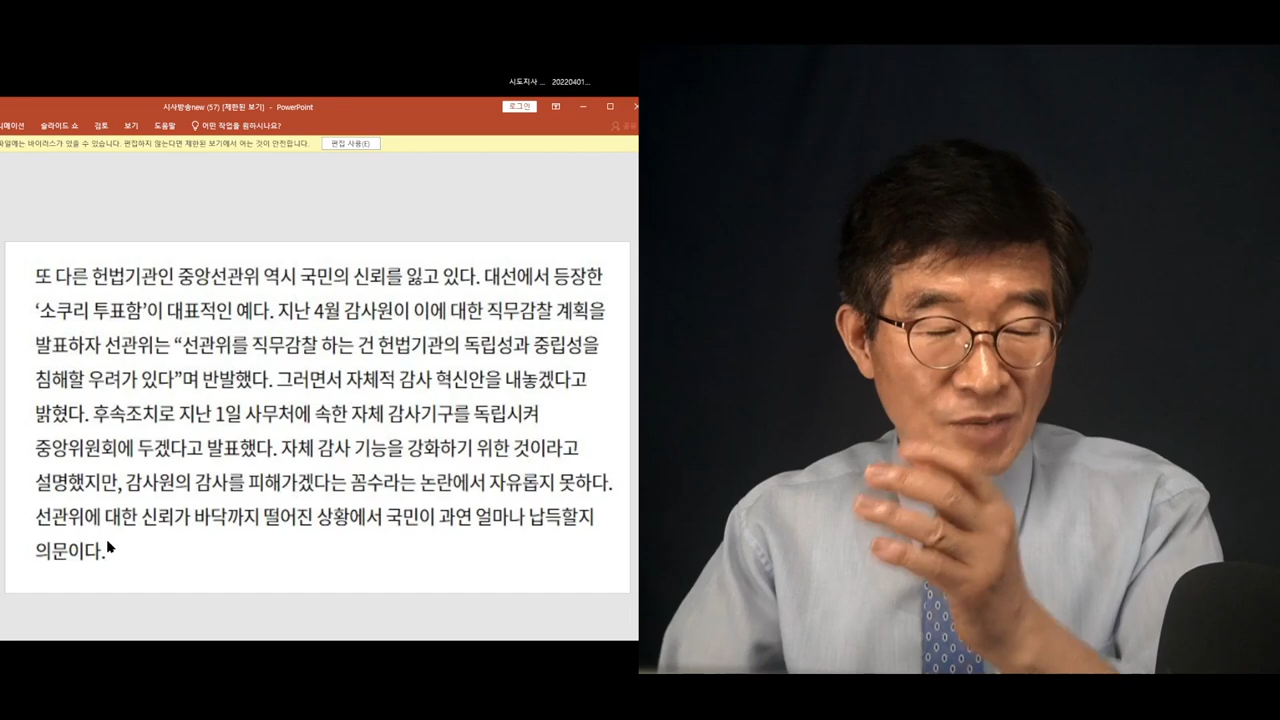 시도지사 ... 20220401...
시사방송new (57) [제한된 보기] - PowerPoint
로그인
슬라이드 쇼 검토 보기 도움말 어떤 작업을 원하시나요?
공유
바이러스가 있을 수 있습니다. 편집하지 않는다면 제한된 보기에서 여는 것이 안전합니다.
편집 사용(E)
또 다른 헌법기관인 중앙선관위 역시 국민의 신뢰를 잃고 있다. 대선에서 등장한
‘소쿠리 투표함’이 대표적인 예다. 지난 4월 감사원이 이에 대한 직무감찰 계획을
발표하자 선관위는 “선관위를 직무감찰 하는 건 헌법기관의 독립성과 중립성을
침해할 우려가 있다”며 반발했다. 그러면서 자체적 감사 혁신안을 내놓겠다고
밝혔다. 후속조치로 지난 1일 사무처에 속한 자체 감사기구를 독립시켜
중앙위원회에 두겠다고 발표했다. 자체 감사 기능을 강화하기 위한 것이라고
설명했지만, 감사원의 감사를 피해가겠다는 꼼수라는 논란에서 자유롭지 못하다.
선관위에 대한 신뢰가 바닥까지 떨어진 상황에서 국민이 과연 얼마나 납득할지
의문이다.